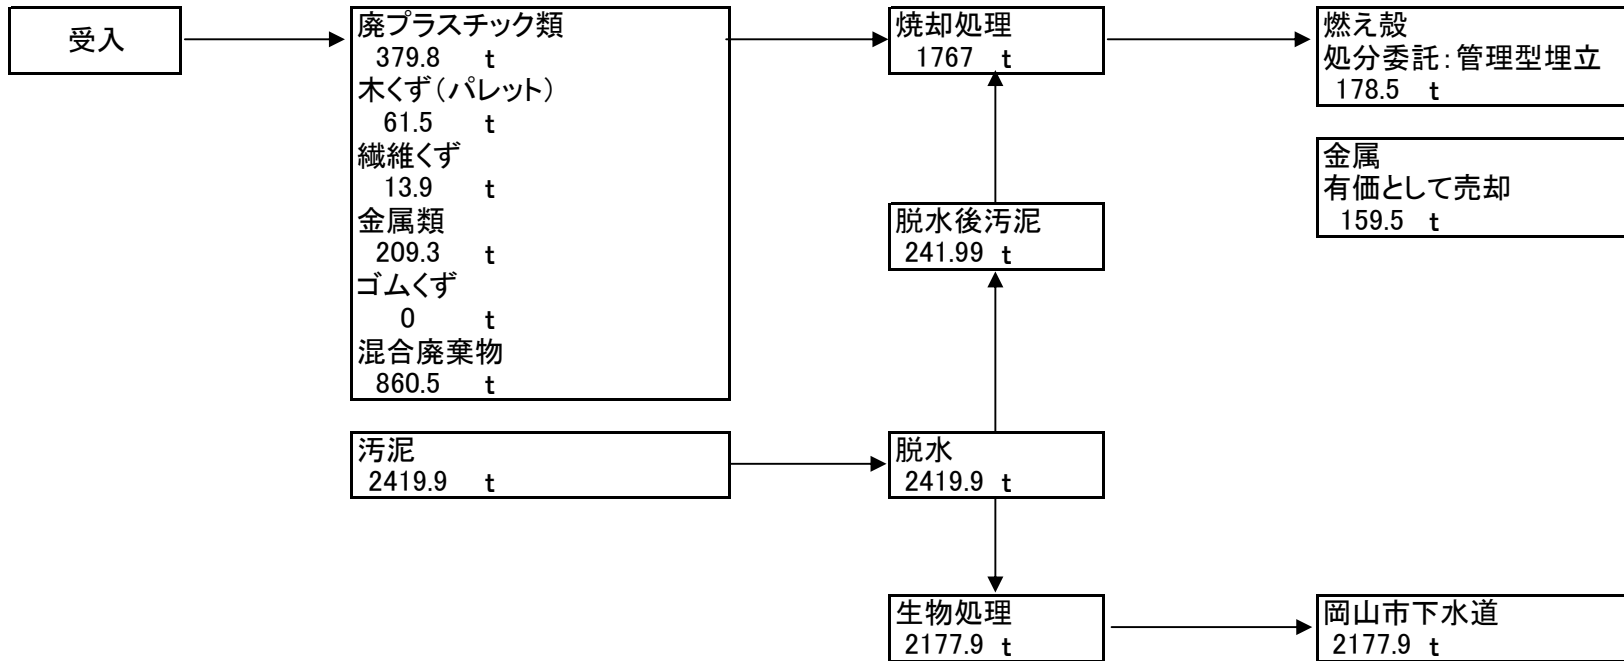 受入
廃プラスチック類
379.8 t
木くず(パレット)
61.5 t
繊維くず
13.9 t
金属類
209.3 t
ゴムくず
0 t
混合廃棄物
860.5 t
汚泥
2419.9 t
焼却処理
1767 t
脱水後汚泥
241.99 t
脱水
2419.9 t
生物処理
2177.9 t
燃え殻
処分委託:管理型埋立
178.5 t
金属
有価として売却
159.5 t
岡山市下水道
2177.9 t